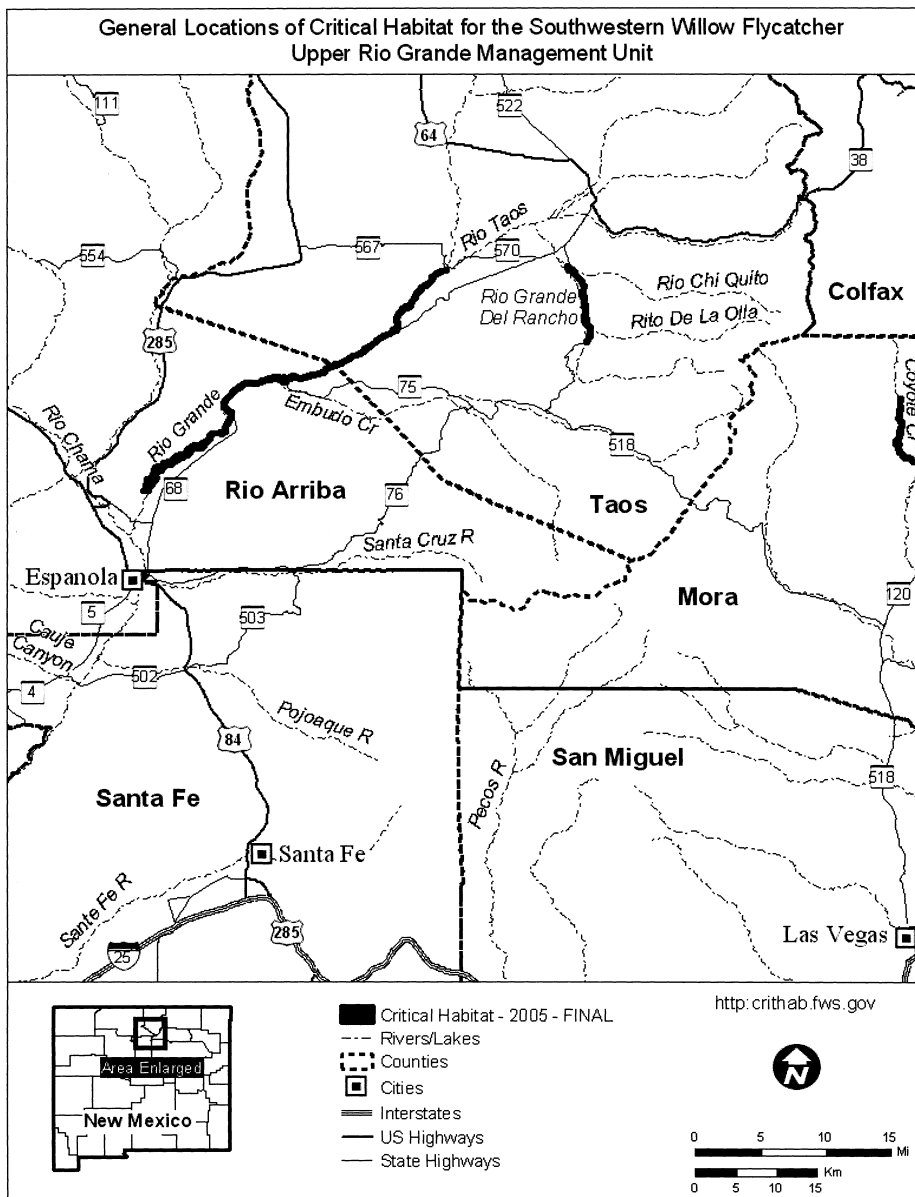 General Locations of Critical Habitat for the Southwestern Willow Flycatcher
Upper Rio Grande Management Unit
111
522
64
38
Rio Taos
567
570
554
Rio Chi Quito
Colfax
Rio Grande
Del Rancho
Rito De La Olla
285
75
Coyote Cr
Embudo Cr
Rio Grande
Rio Chama
518
68
Rio Arriba
76
Taos
Santa Cruz R
Espanola
Mora
120
5
503
Cauje
Canyon
502
4
Pojoaque R
84
San Miguel
518
Pecos R
Santa Fe
Santa Fe
Sante Fe R
285
Las Vegas
25
Area Enlarged
New Mexico
Critical Habitat - 2005 - FINAL
Rivers/Lakes
Counties
Cities
Interstates
US Highways
State Highways
http:crithab.fws.gov
N
0 5 10 15
Mi
Km
0 5 10 15